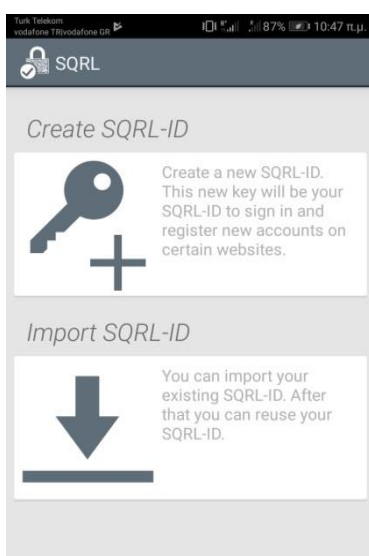 Turk Telekom
vodafone TR|vodafone GR
87% 10:47 π.μ.
SQRL
Create SQRL-ID
Create a new SQRL-ID.
This new key will be your
SQRL-ID to sign in and
register new accounts on
certain websites.
Import SQRL-ID
You can import your
existing SQRL-ID. After
that you can reuse your
SQRL-ID.